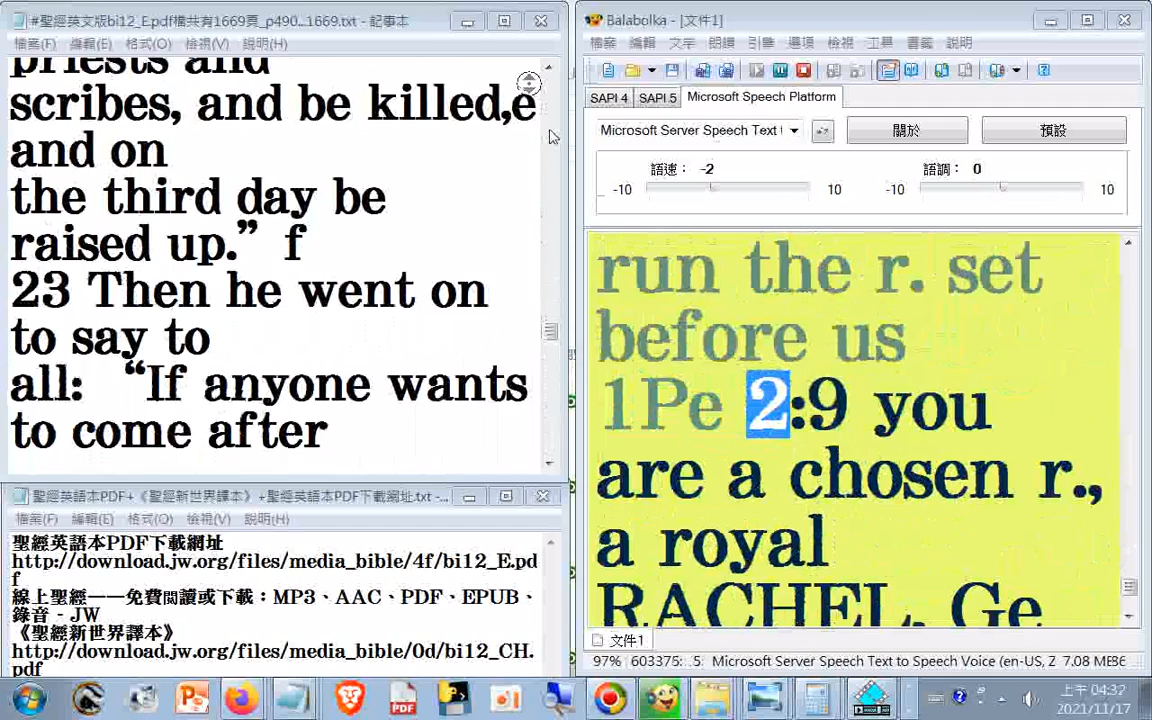 #聖經英文版bi12_E.pdf檔共有1669頁_p490...1669.txt - 記事本
檔案(F) 編輯(E) 格式(O) 檢視(V) 說明(H)
priests and
scribes, and be killed,e
and on
the third day be
raised up.” f
23 Then he went on
to say to
all: “If anyone wants
to come after
聖經英語本PDF+《聖經新世界譯本》+聖經英語本PDF下載網址.txt -...
檔案(F) 編輯(E) 格式(O) 檢視(V) 說明(H)
聖經英語本PDF下載網址
http://download.jw.org/files/media_bible/4f/bi12_E.pd
f
線上聖經——免費閱讀或下載：MP3、AAC、PDF、EPUB、
錄音 - JW
《聖經新世界譯本》
http://download.jw.org/files/media_bible/0d/bi12_CH.
pdf
Balabolka - [文件1]
檔案 編輯 文字 朗讀 引擎 選項 檢視 工具 書籤 說明
SAPI 4 SAPI 5 Microsoft Speech Platform
Microsoft Server Speech Text 關於 預設
語速： -2 語調： 0
-10 10 -10 10
run the r. set
before us
1Pe 2:9 you
are a chosen r.,
a royal
RACHEL, Ge
文件1
97% 603375: .5: Microsoft Server Speech Text to Speech Voice (en-US, Z 7.08 MB
PDF
上午 04:32
2021/11/17